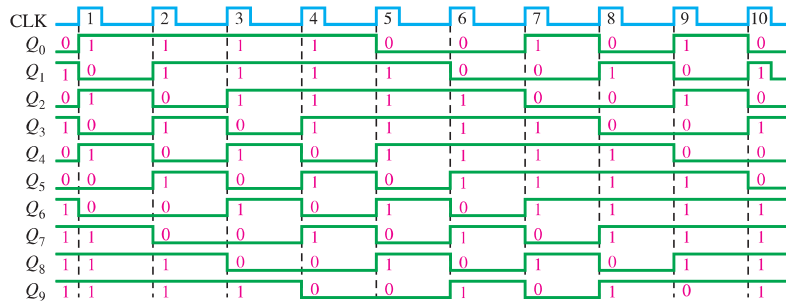 CLK 1 2 3 4 5 6 7 8 9 10
Q0 0 1 1 1 1 0 0 1 0 1 0
Q1 1 0 1 1 1 1 0 0 1 0 1
Q2 0 1 0 1 1 1 1 0 0 1 0
Q3 1 0 1 0 1 1 1 1 0 0 1
Q4 0 1 0 1 0 1 1 1 1 0 0
Q5 0 0 1 0 1 0 1 1 1 1 0
Q6 1 0 0 1 0 1 0 1 1 1 1
Q7 1 1 0 0 1 0 1 0 1 1 1
Q8 1 1 1 0 0 1 0 1 0 1 1
Q9 1 1 1 1 0 0 1 0 1 0 1